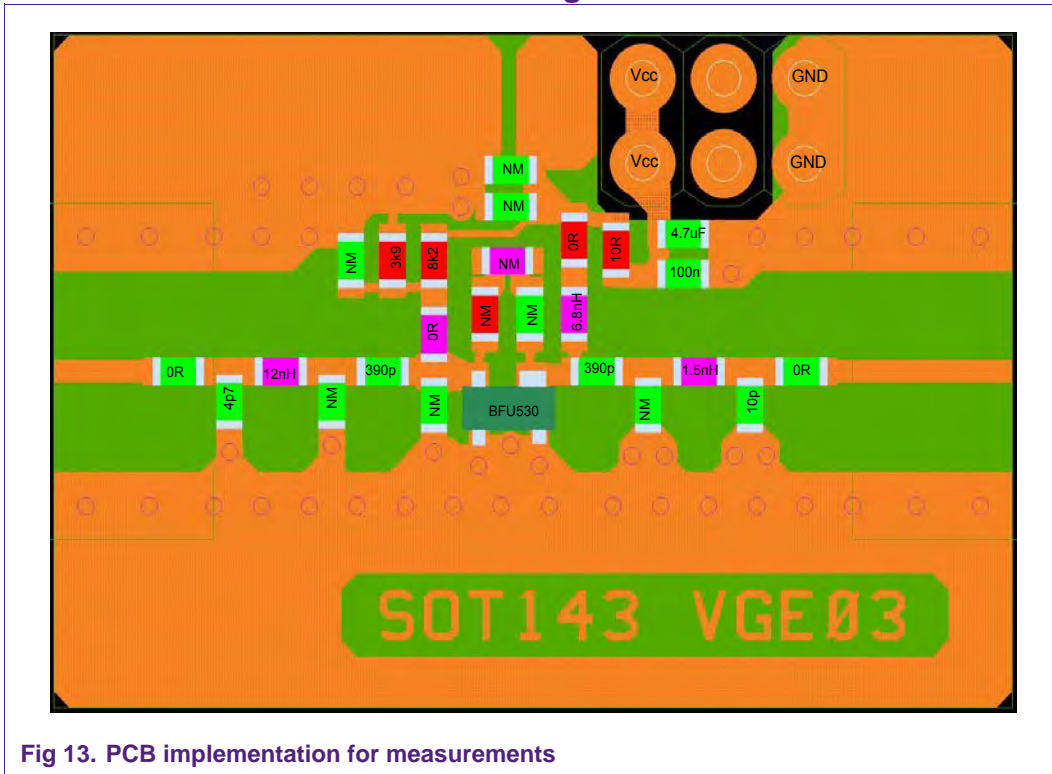 Vcc
GND
Vcc
GND
NM
NM
4.7uF
100n
NM
3k9
8k2
NM
0R
10R
0R
NM
NM
6.8nH
0R
12nH
390p
390p
1.5nH
0R
4p7
NM
NM
BFU530
NM
10p
SOT143 VGE03
Fig 13. PCB implementation for measurements